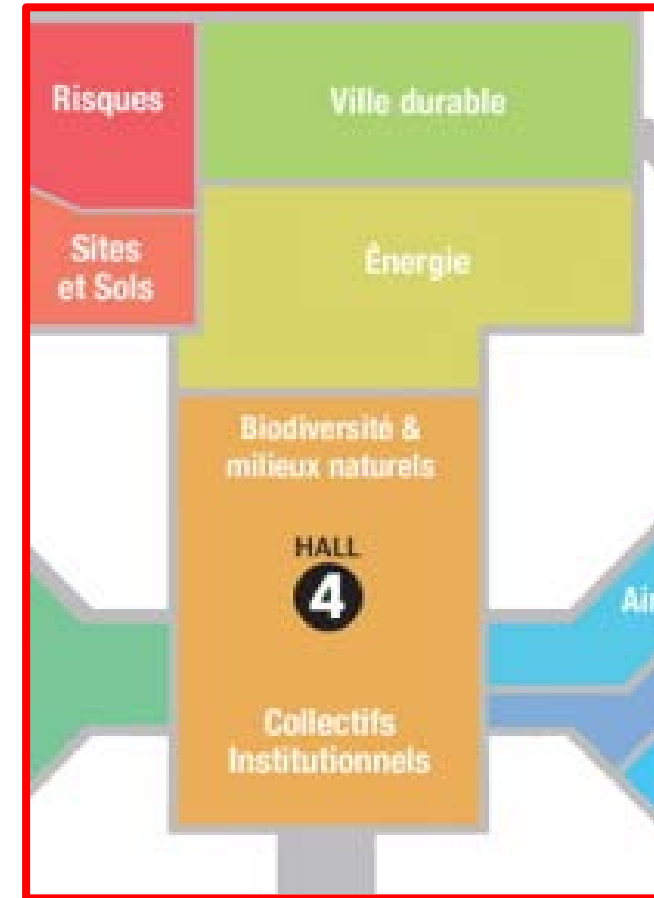 Risques
Ville durable
Sites
et Sols
Énergie
Biodiversité &
milieux naturels
HALL
4
Collectifs
Institutionnels